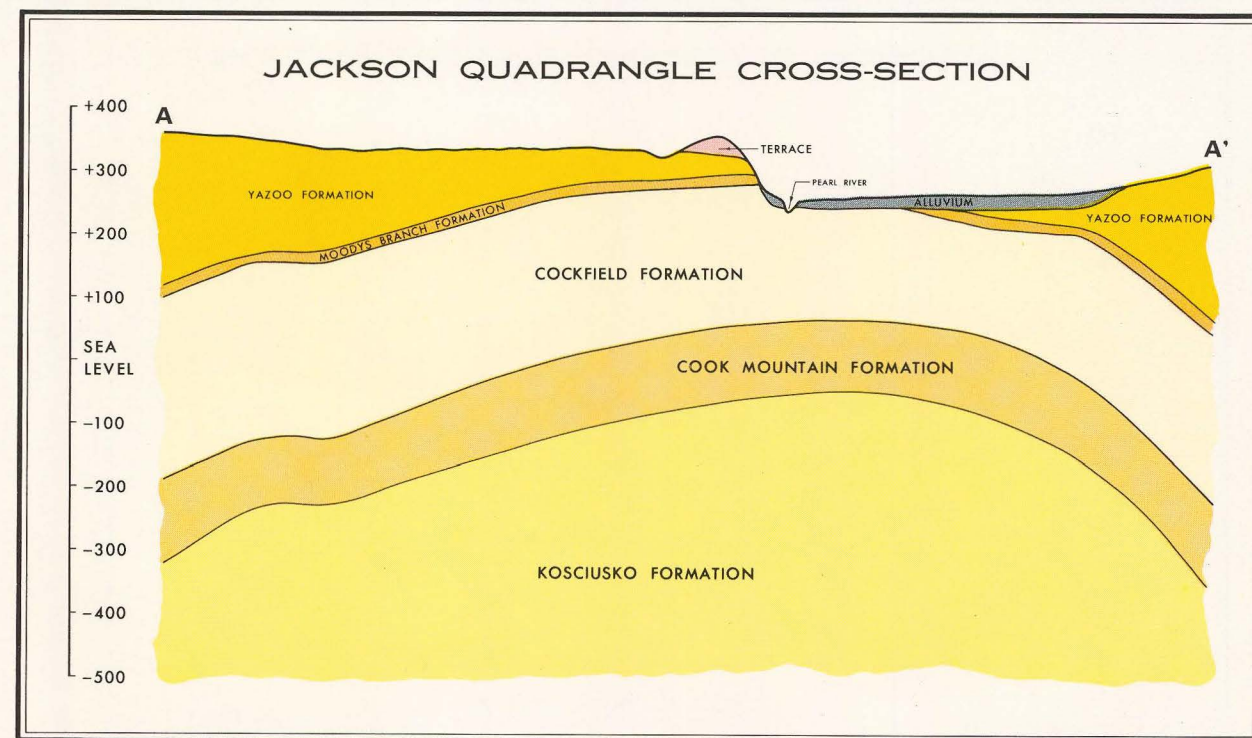 JACKSON QUADRANGLE CROSS-SECTION
+400
A
+300
TERRACE
A'
YAZOO FORMATION
PEARL RIVER
ALLUVIUM
YAZOO FORMATION
+200
MOODYS BRANCH FORMATION
COCKFIELD FORMATION
+100
SEA
LEVEL
COOK MOUNTAIN FORMATION
−100
−200
−300
KOSCIUSKO FORMATION
−400
−500